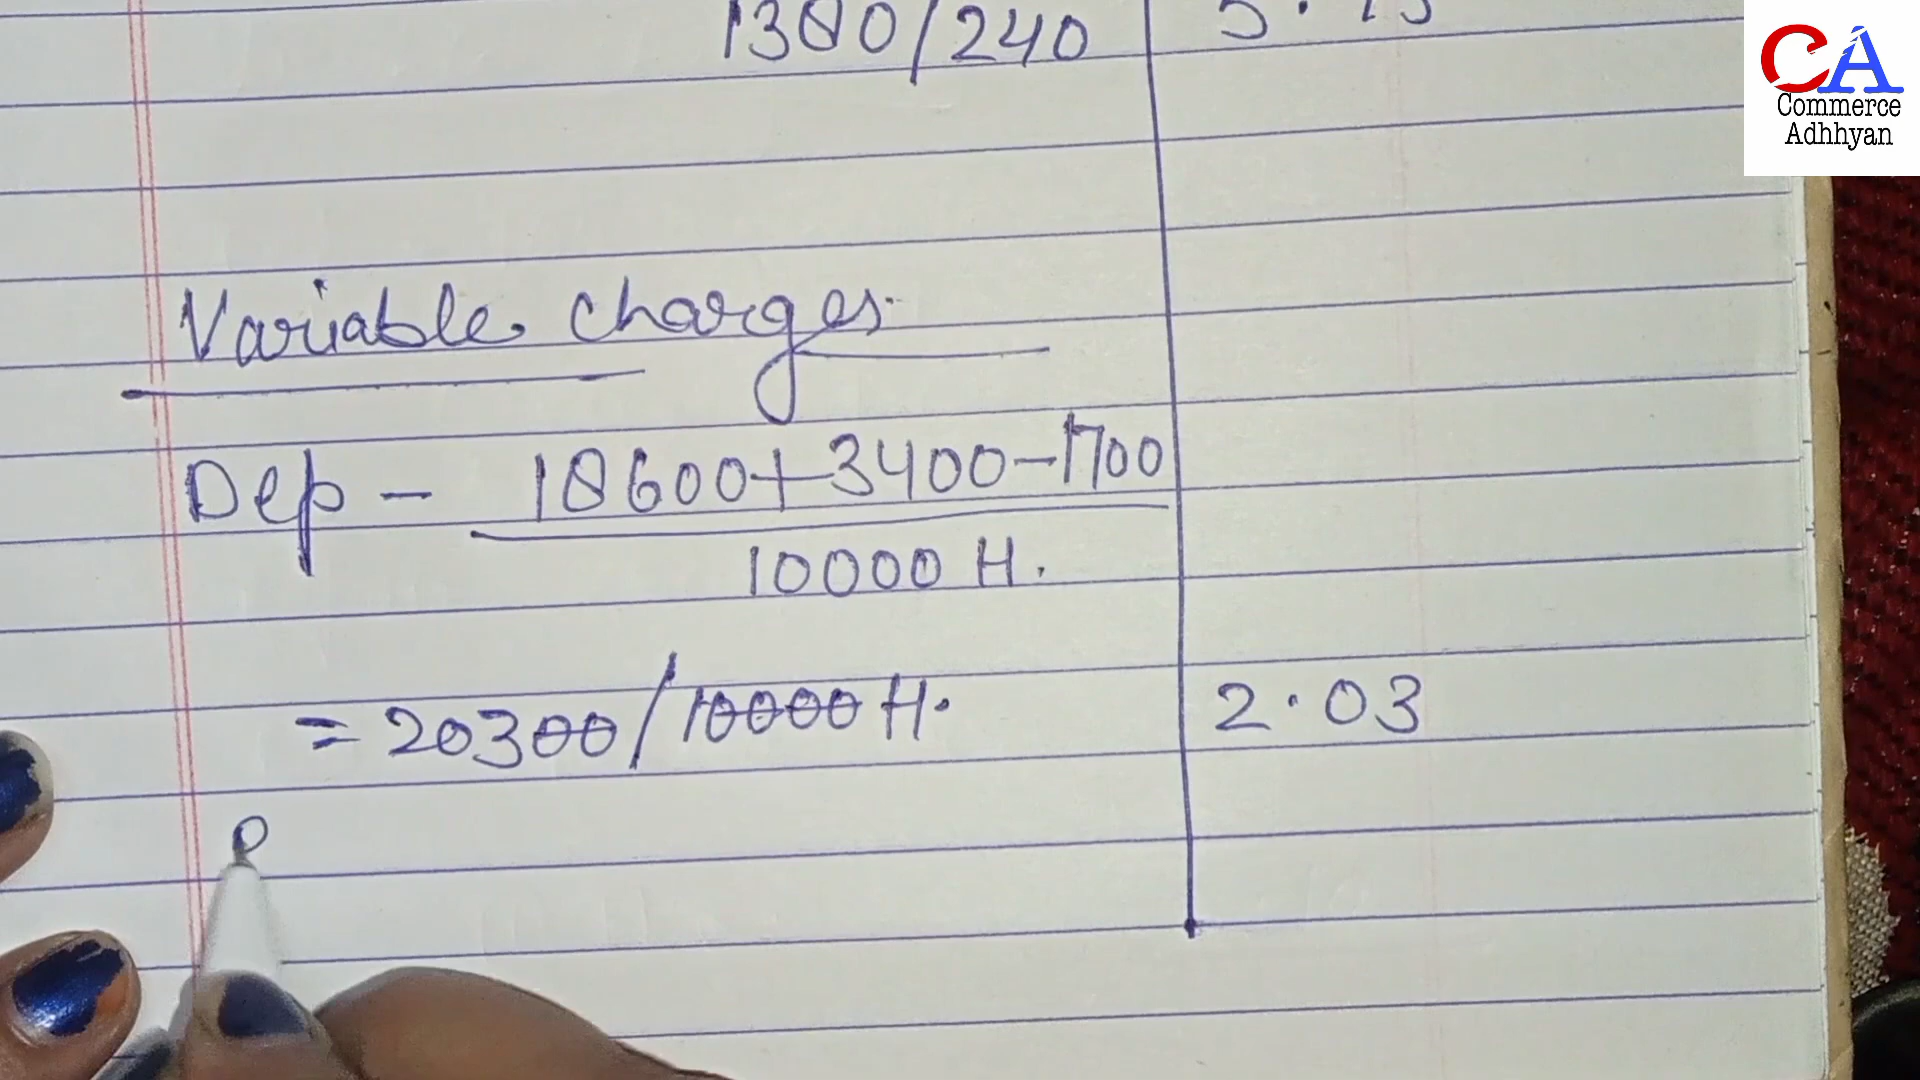 1380/240
CA
Commerce
Adhhyan
Variable charges.
Dep - 18600+3400-1700
10000 H.
= 20300/10000 H. 2.03